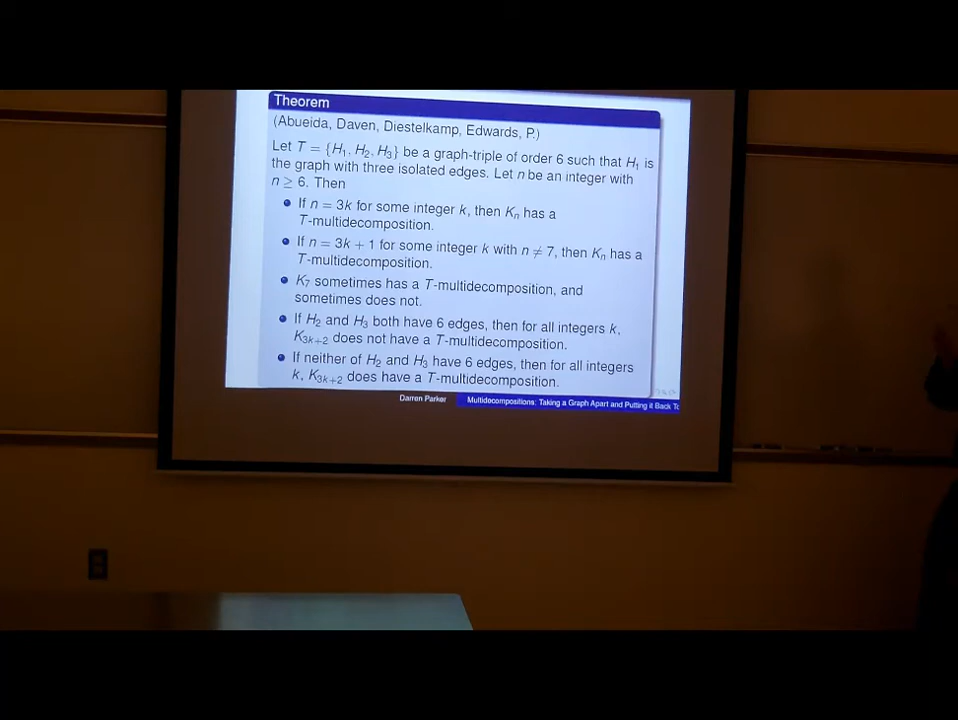 Theorem
(Abueida, Daven, Diestelkamp, Edwards, P.)
Let T = {H₁, H₂, H₃} be a graph-triple of order 6 such that H₁ is
the graph with three isolated edges. Let n be an integer with
n ≥ 6. Then
• If n = 3k for some integer k, then Kₙ has a
T-multidecomposition.
• If n = 3k + 1 for some integer k with n ≠ 7, then Kₙ has a
T-multidecomposition.
• K₇ sometimes has a T-multidecomposition, and
sometimes does not.
• If H₂ and H₃ both have 6 edges, then for all integers k,
K₃ₖ₊₂ does not have a T-multidecomposition.
• If neither of H₂ and H₃ have 6 edges, then for all integers
k, K₃ₖ₊₂ does have a T-multidecomposition.
Darren Parker Multidecompositions: Taking a Graph Apart and Putting it Back To